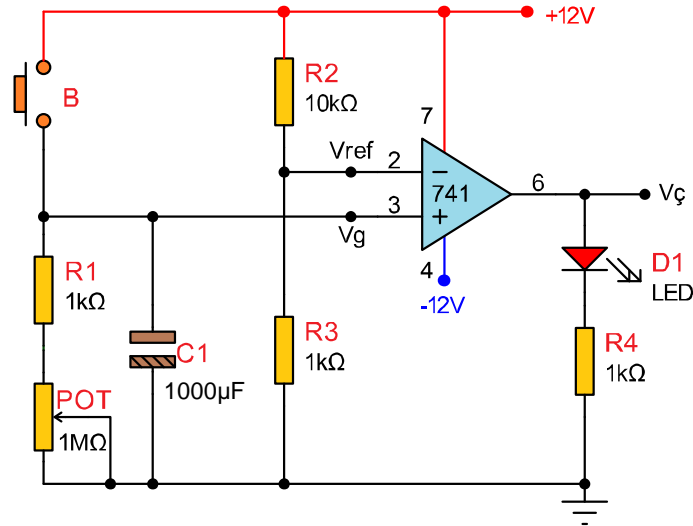 +12V
B
R2
10kΩ
7
Vref
2
−
741
6
Vç
3
+
Vg
4
-12V
R1
1kΩ
D1
LED
C1
1000µF
R3
1kΩ
R4
1kΩ
POT
1MΩ